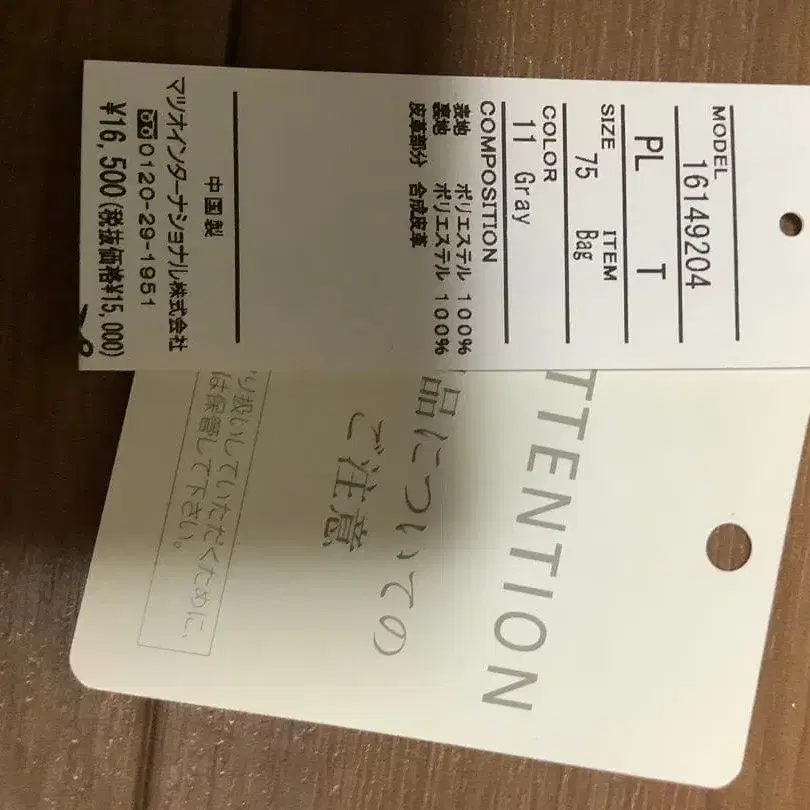 MODEL
16149204
PL T
SIZE ITEM
75 Bag
COLOR
11 Gray
COMPOSITION
表地 ポリエステル 100%
裏地 ポリエステル 100%
皮革部分 合成皮革
中国製
マツオインターナショナル株式会社
0120-29-1951
¥16,500(税抜価格¥15,000)
TTENTION
品についての
ご注意
り扱いしていただくために、
は保管して下さい。